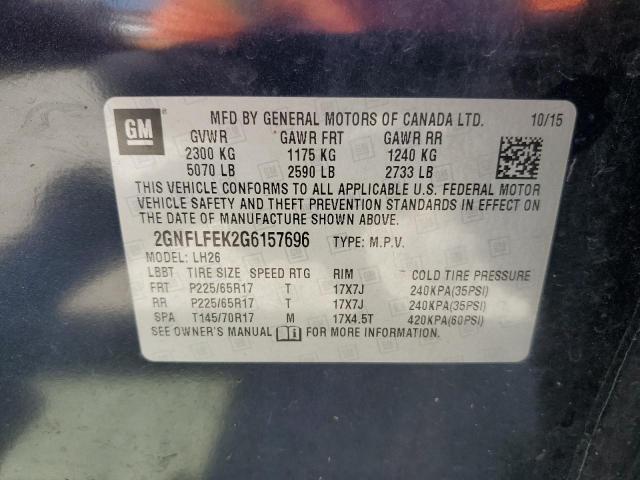 GM
MFD BY GENERAL MOTORS OF CANADA LTD. 10/15
GVWR GAWR FRT GAWR RR
2300 KG 1175 KG 1240 KG
5070 LB 2590 LB 2733 LB
THIS VEHICLE CONFORMS TO ALL APPLICABLE U.S. FEDERAL MOTOR
VEHICLE SAFETY AND THEFT PREVENTION STANDARDS IN EFFECT ON
THE DATE OF MANUFACTURE SHOWN ABOVE.
2GNFLFEK2G6157696 TYPE: M.P.V.
MODEL: LH26
LBBT TIRE SIZE SPEED RTG RIM COLD TIRE PRESSURE
FRT P225/65R17 T 17X7J 240KPA(35PSI)
RR P225/65R17 T 17X7J 240KPA(35PSI)
SPA T145/70R17 M 17X4.5T 420KPA(60PSI)
SEE OWNER'S MANUAL FOR MORE INFORMATION.